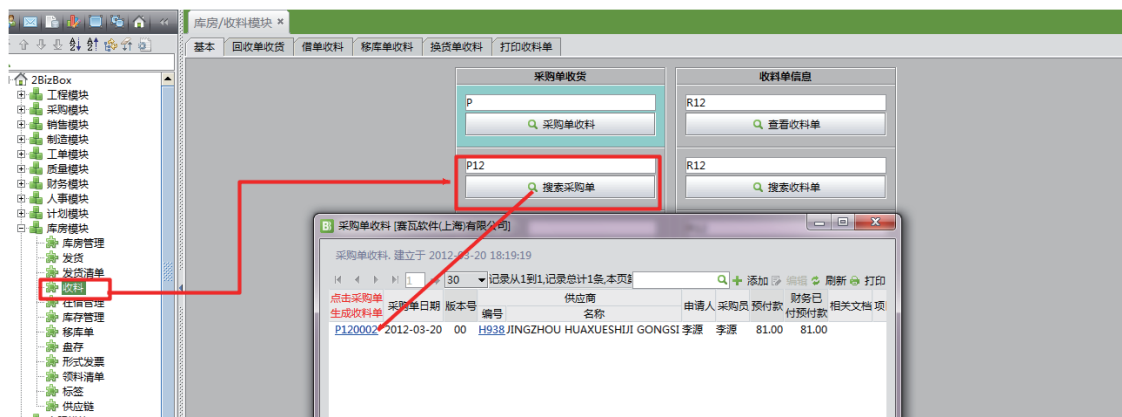 库房/收料模块 ×
基本 回收单收货 借单收料 移库单收料 换货单收料 打印收料单
2BizBox
工程模块
采购模块
销售模块
制造模块
工单模块
质量模块
财务模块
人事模块
计划模块
库房模块
库房管理
发货
发货清单
收料
库存管理
移库单
盘存
形式发票
领料清单
标签
供应链
采购单收货
P
采购单收料
P12
搜索采购单
收料单信息
R12
查看收料单
R12
搜索收料单
采购单收料 [赛瓦软件(上海)有限公司]
采购单收料, 建立于 2012-03-20 18:19:19
1 30 记录从1到1,记录总计1条,本页 添加 编辑 刷新 打印
点击采购单 供应商 财务已
采购单日期 版本号 申请人 采购员 预付款 相关文档 项
生成收料单 编号 名称 付预付款
P120002 2012-03-20 00 H938 JINGZHOU HUAXUESHIJI GONGSI 李源 李源 81.00 81.00